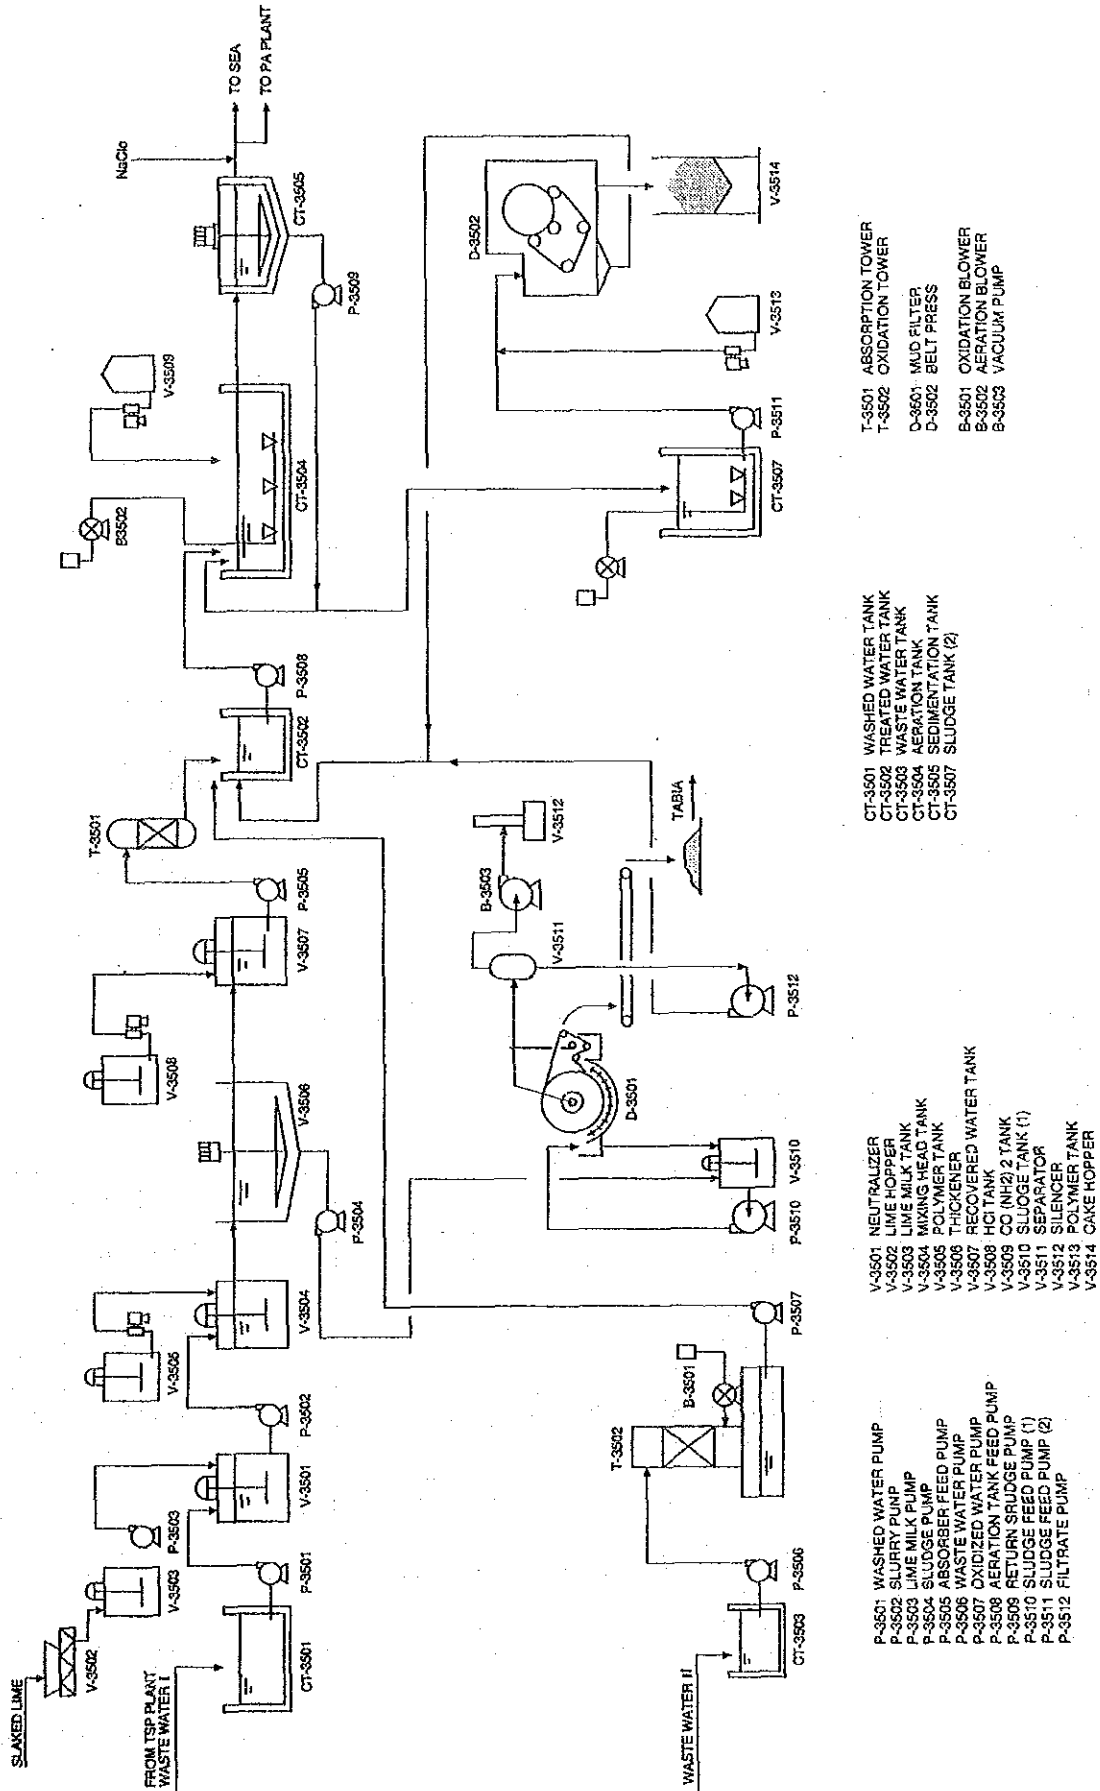 SLAKED LIME
V-3502
V-3503
P-3503
FROM TSP PLANT
WASTE WATER I
CT-3501
P-3501
V-3501
P-3502
V-3505
V-3504
P-3504
V-3506
V-3508
V-3507
P-3505
T-3501
CT-3502
P-3508
B3502
V-3509
CT-3504
P-3509
CT-3505
NaClo
TO SEA
TO PA PLANT
WASTE WATER II
CT-3503
P-3506
T-3502
B-3501
P-3507
P-3510
V-3510
D-3501
V-3511
B-3503
V-3512
P-3512
TABIA
CT-3507
P-3511
V-3513
D-3502
V-3514
P-3501 WASHED WATER PUMP
P-3502 SLURRY PUNP
P-3503 LIME MILK PUMP
P-3504 SLUDGE PUMP
P-3505 ABSORBER FEED PUMP
P-3506 WASTE WATER PUMP
P-3507 OXIDIZED WATER PUMP
P-3508 AERATION TANK FEED PUMP
P-3509 RETURN SRUDGE PUMP
P-3510 SLUDGE FEED PUMP (1)
P-3511 SLUDGE FEED PUMP (2)
P-3512 FILTRATE PUMP
V-3501 NEUTRALIZER
V-3502 LIME HOPPER
V-3503 LIME MILK TANK
V-3504 MIXING HEAD TANK
V-3505 POLYMER TANK
V-3506 THICKENER
V-3507 RECOVERED WATER TANK
V-3508 HCl TANK
V-3509 CO (NH2) 2 TANK
V-3510 SLUDGE TANK (1)
V-3511 SEPARATOR
V-3512 SILENCER
V-3513 POLYMER TANK
V-3514 CAKE HOPPER
CT-3501 WASHED WATER TANK
CT-3502 TREATED WATER TANK
CT-3503 WASTE WATER TANK
CT-3504 AERATION TANK
CT-3505 SEDIMENTATION TANK
CT-3507 SLUDGE TANK (2)
T-3501 ABSORPTION TOWER
T-3502 OXIDATION TOWER
D-3501 MUD FILTER
D-3502 BELT PRESS
B-3501 OXIDATION BLOWER
B-3502 AERATION BLOWER
B-3503 VACUUM PUMP